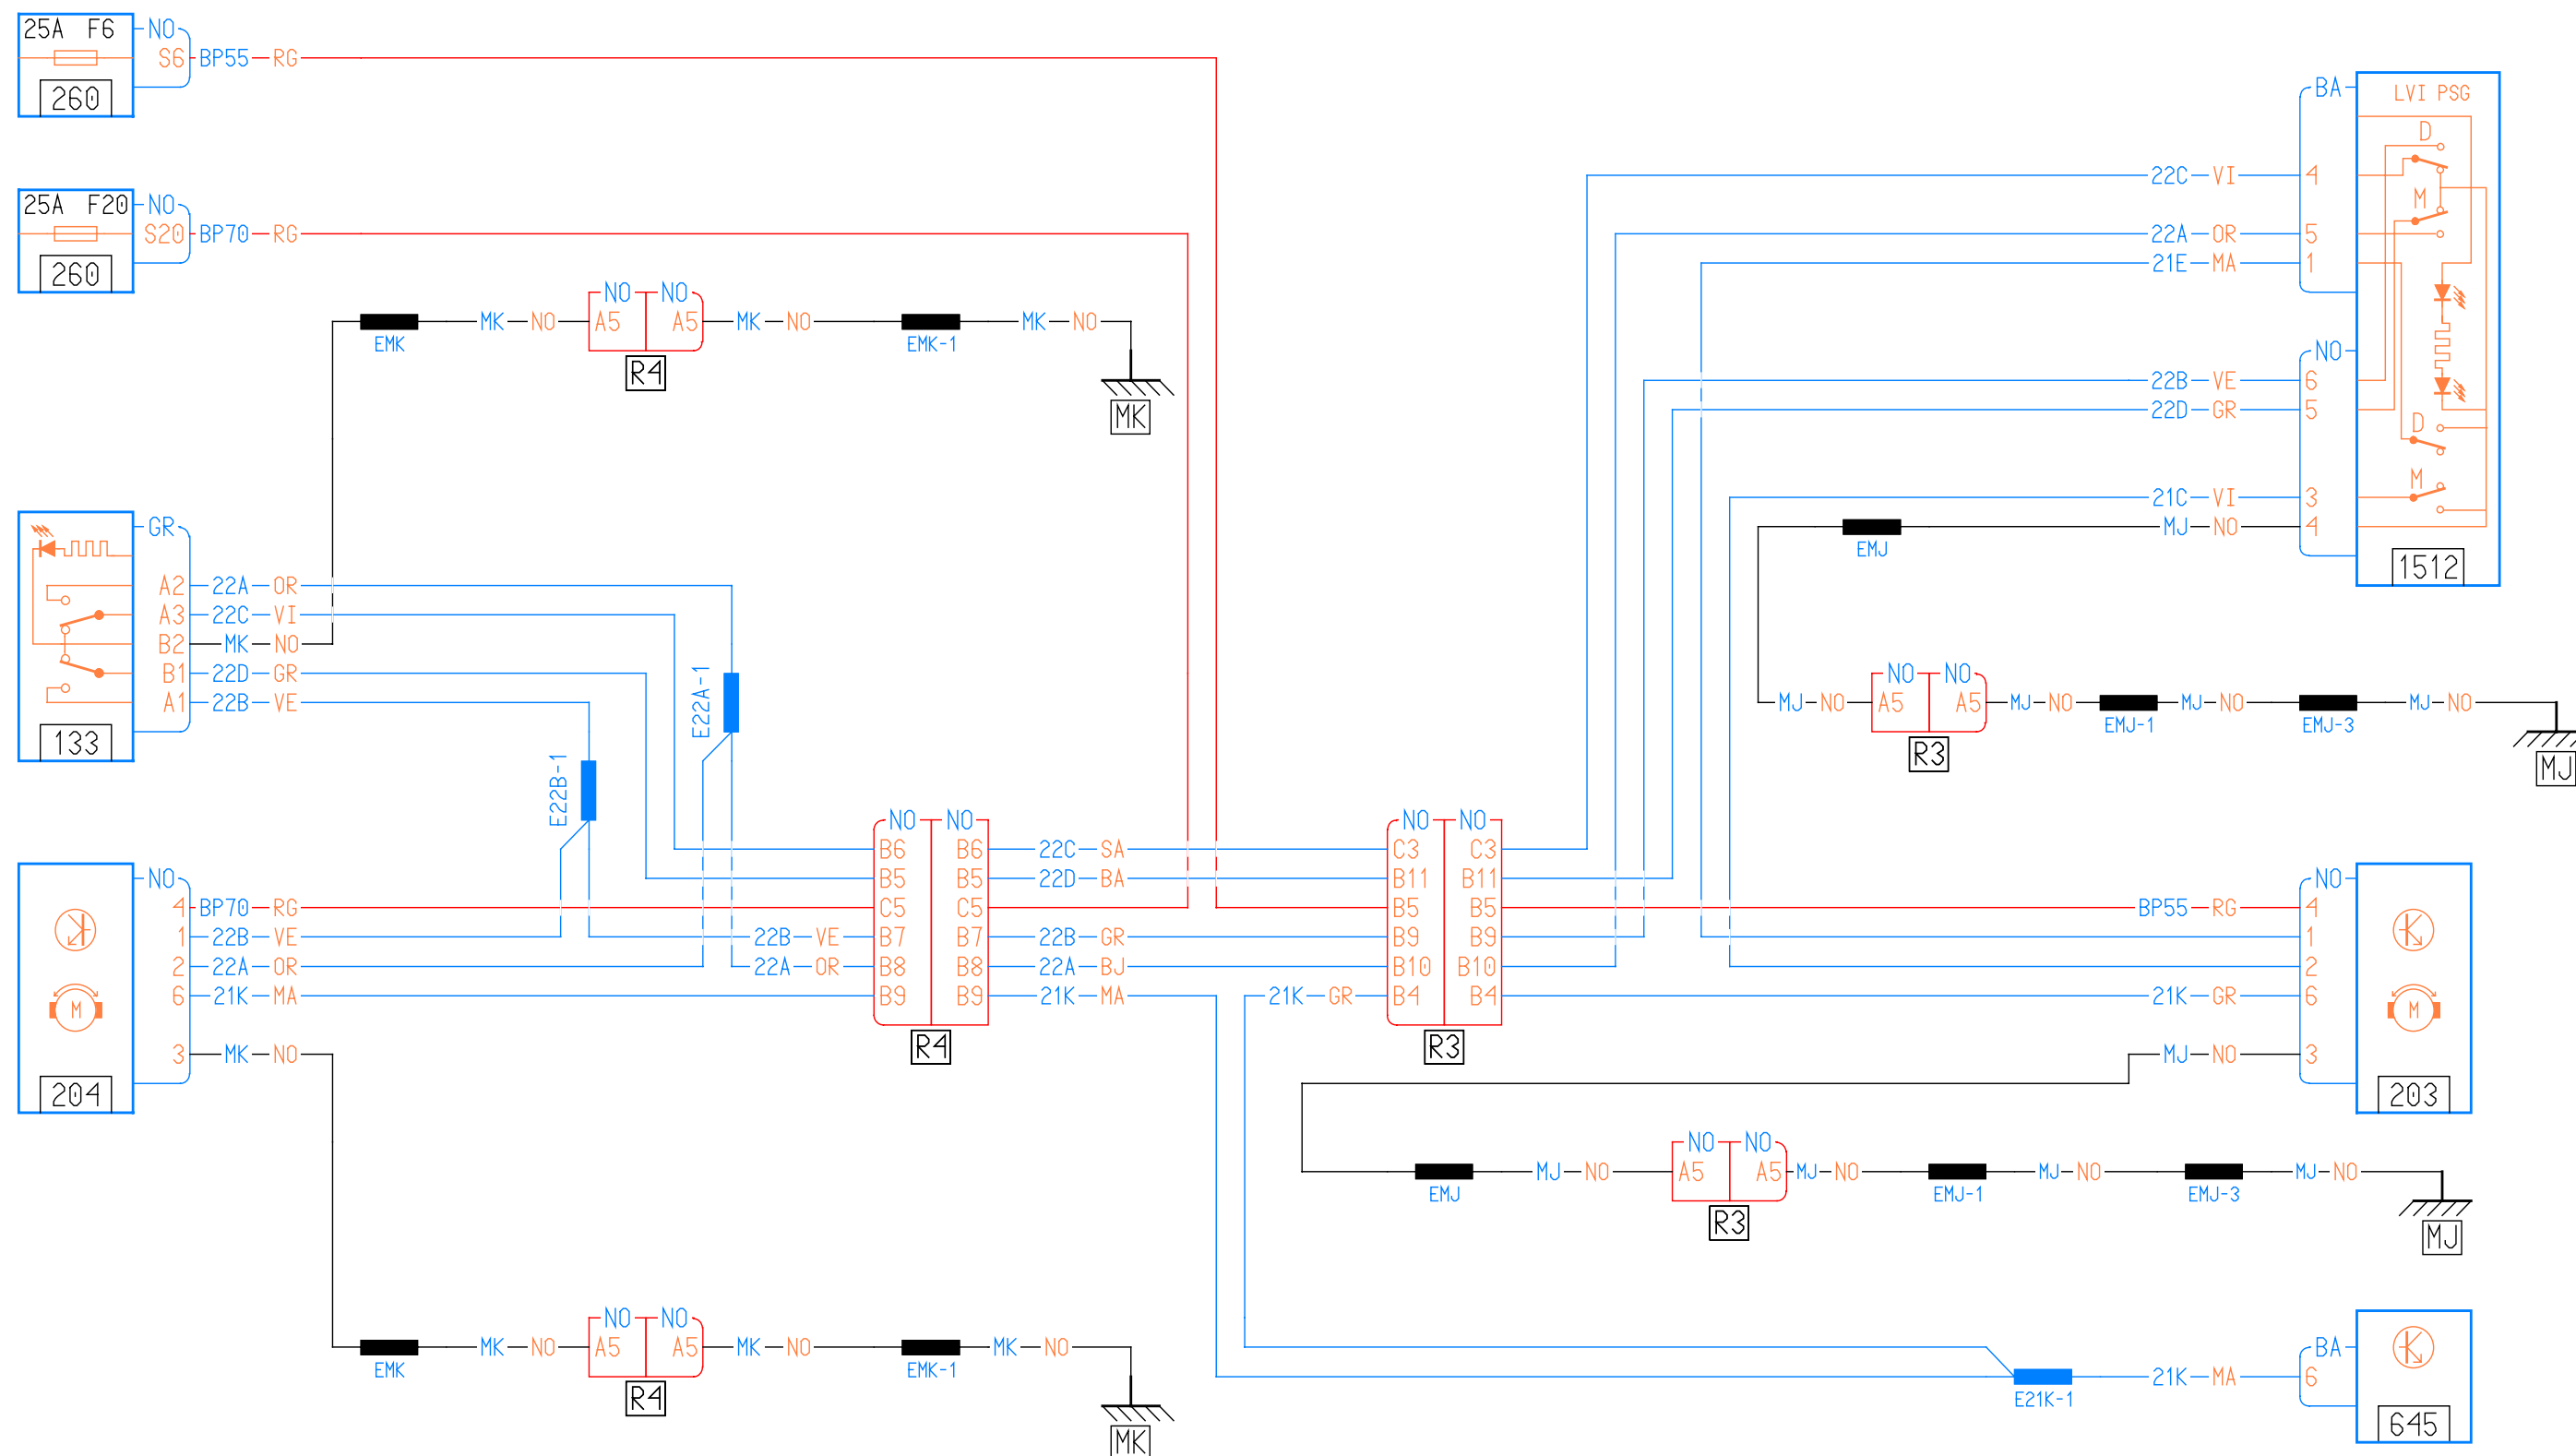 25A F6 NO
S6 BP55 RG
260
25A F20 NO
S20 BP70 RG
260
EMK MK NO NO NO A5 A5 MK NO EMK-1 MK NO
R4
MK
GR
A2 22A OR
A3 22C VI
B2 MK NO
B1 22D GR
A1 22B VE
133
E22A-1
E22B-1
NO
4 BP70 RG
1 22B VE
2 22A OR
6 21K MA
3 MK NO
M
204
22B VE
22A OR
NO NO
B6 B6 22C SA
B5 B5 22D BA
C5 C5
B7 B7 22B GR
B8 B8 22A BJ
B9 B9 21K MA
R4
NO NO
C3 C3
B11 B11
B5 B5
B9 B9
B10 B10
21K GR B4 B4
R3
BA LVI PSG
D
22C VI 4
M
22A OR 5
21E MA 1
NO
22B VE 6
22D GR 5
D
M
21C VI 3
MJ NO 4
EMJ
1512
NO NO
MJ NO A5 A5 MJ NO EMJ-1 MJ NO EMJ-3 MJ NO
R3
MJ
NO
BP55 RG 4
1
2
21K GR 6
MJ NO 3
M
203
NO NO
EMJ MJ NO A5 A5 MJ NO EMJ-1 MJ NO EMJ-3 MJ NO
R3
MJ
NO NO
EMK MK NO A5 A5 MK NO EMK-1 MK NO
R4
MK
BA
E21K-1 21K MA 6
645